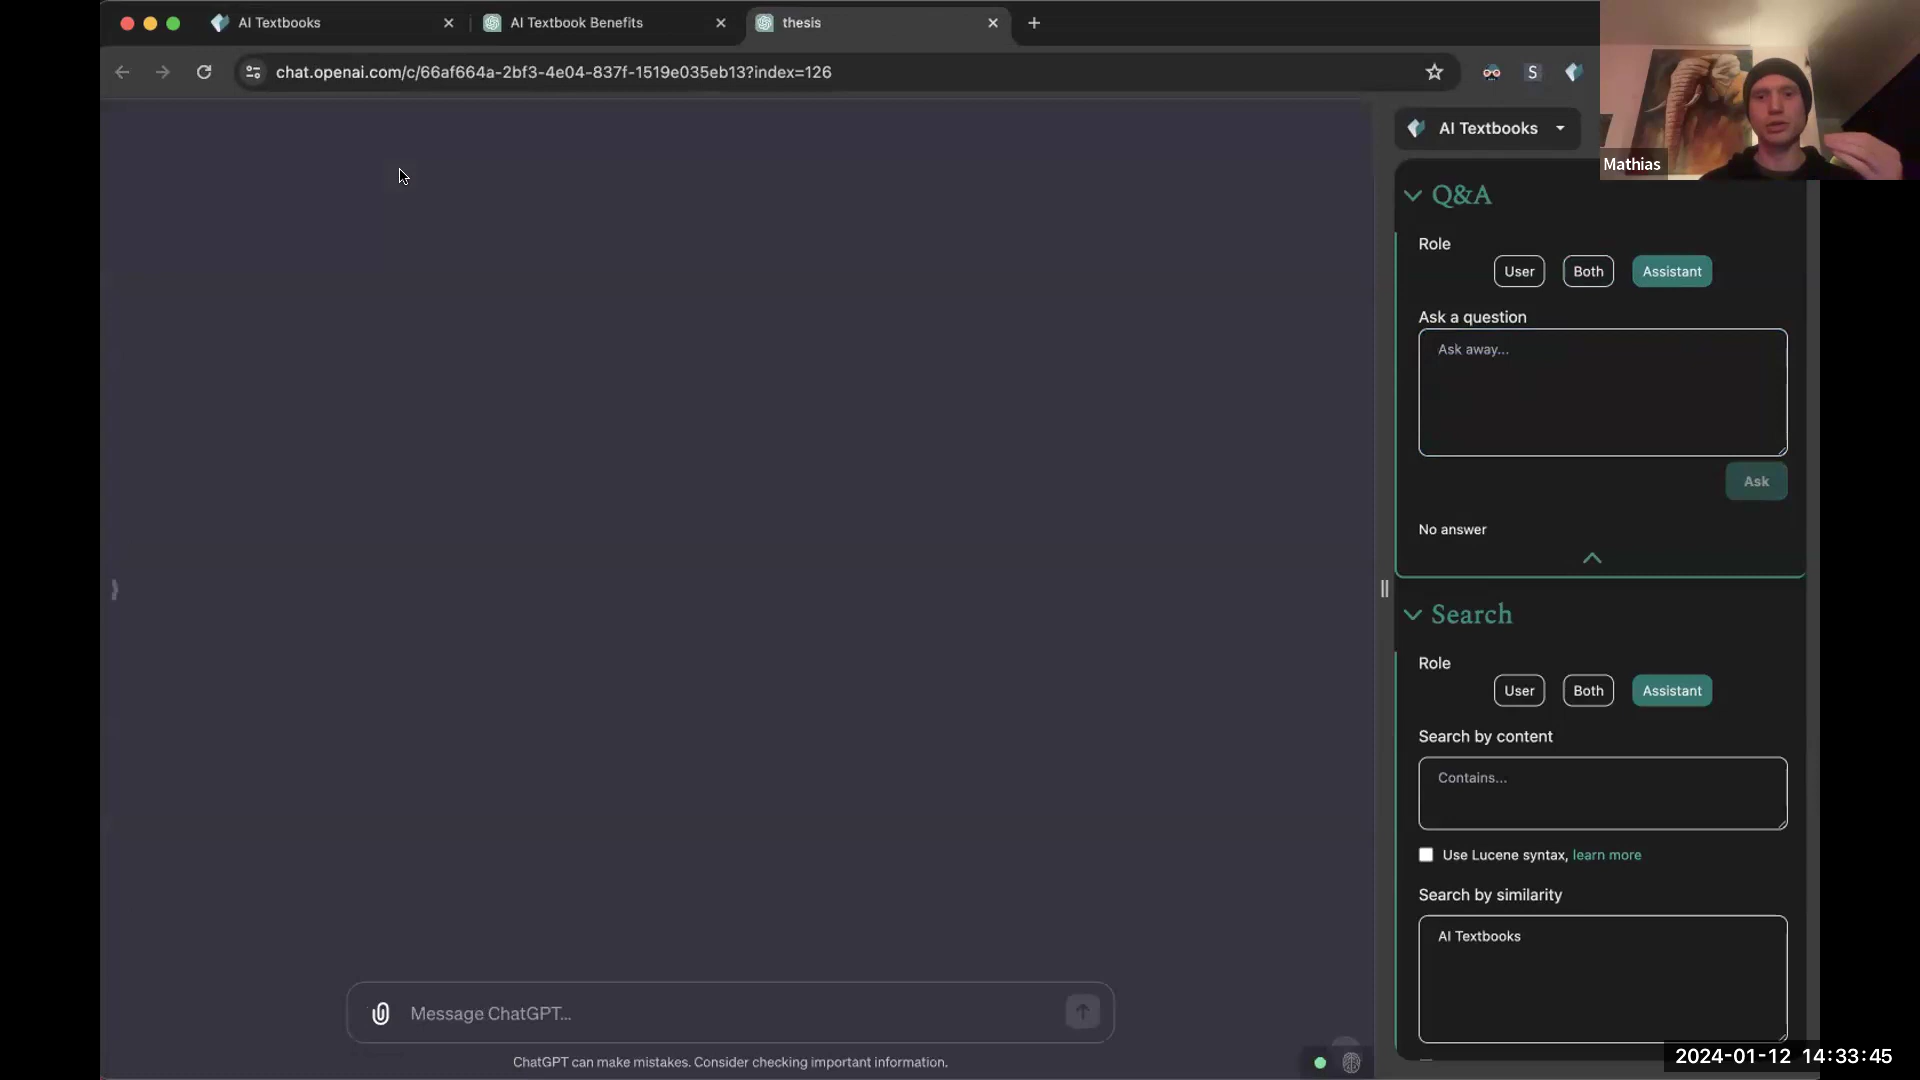 AI Textbooks
AI Textbook Benefits
thesis
chat.openai.com/c/66af664a-2bf3-4e04-837f-1519e035eb13?index=126
S
AI Textbooks
Mathias
Q&A
Role
User
Both
Assistant
Ask a question
Ask away...
Ask
No answer
Search
Role
User
Both
Assistant
Search by content
Contains...
Use Lucene syntax, learn more
Search by similarity
AI Textbooks
Message ChatGPT...
ChatGPT can make mistakes. Consider checking important information.
2024-01-12 14:33:45